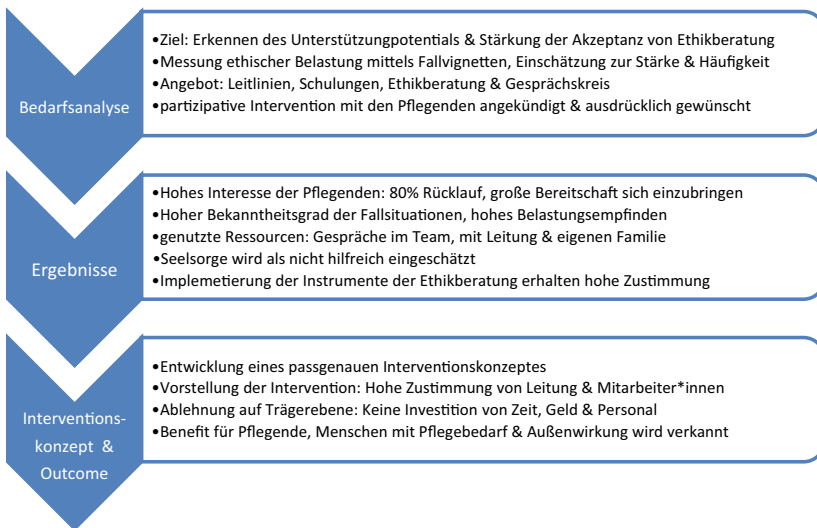 Bedarfsanalyse
•Ziel: Erkennen des Unterstützungpotentials & Stärkung der Akzeptanz von Ethikberatung
•Messung ethischer Belastung mittels Fallvignetten, Einschätzung zur Stärke & Häufigkeit
•Angebot: Leitlinien, Schulungen, Ethikberatung & Gesprächskreis
•partizipative Intervention mit den Pflegenden angekündigt & ausdrücklich gewünscht
Ergebnisse
•Hohes Interesse der Pflegenden: 80% Rücklauf, große Bereitschaft sich einzubringen
•Hoher Bekanntheitsgrad der Fallsituationen, hohes Belastungsempfinden
•genutzte Ressourcen: Gespräche im Team, mit Leitung & eigenen Familie
•Seelsorge wird als nicht hilfreich eingeschätzt
•Implemetierung der Instrumente der Ethikberatung erhalten hohe Zustimmung
Interventions-
konzept &
Outcome
•Entwicklung eines passgenauen Interventionskonzeptes
•Vorstellung der Intervention: Hohe Zustimmung von Leitung & Mitarbeiter*innen
•Ablehnung auf Trägerebene: Keine Investition von Zeit, Geld & Personal
•Benefit für Pflegende, Menschen mit Pflegebedarf & Außenwirkung wird verkannt